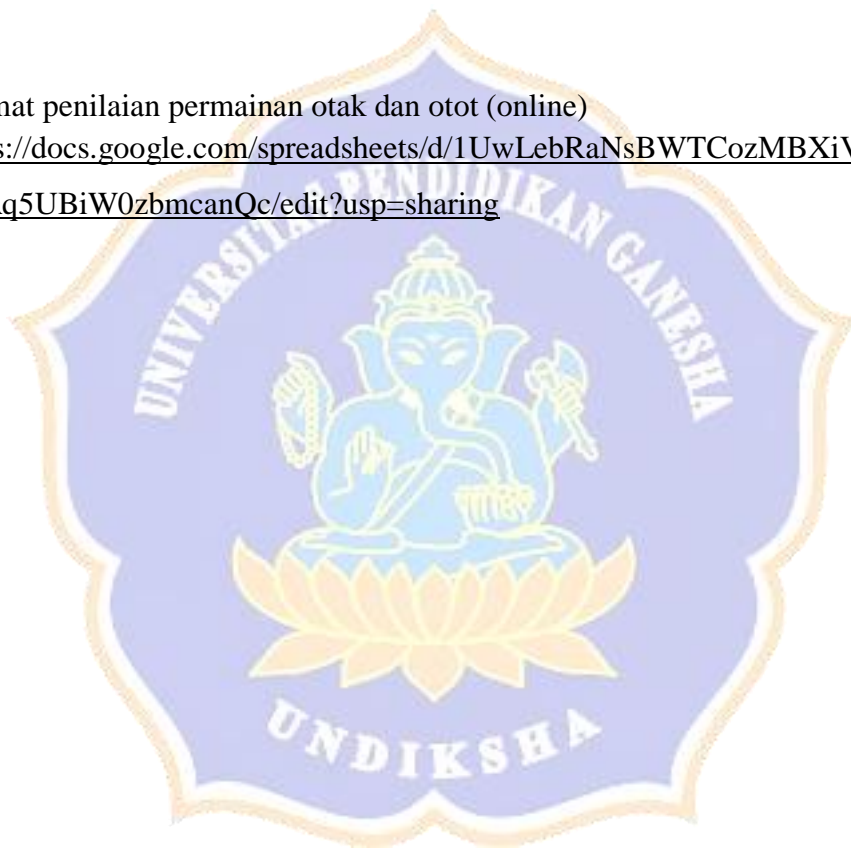 mat penilaian permainan otak dan otot (online)
s://docs.google.com/spreadsheets/d/1UwLebRaNsBWTCozMBXiV
q5UBiW0zbmcanQc/edit?usp=sharing
UNIVERSITAS PENDIDIKAN GANESHA
UNDIKSHA